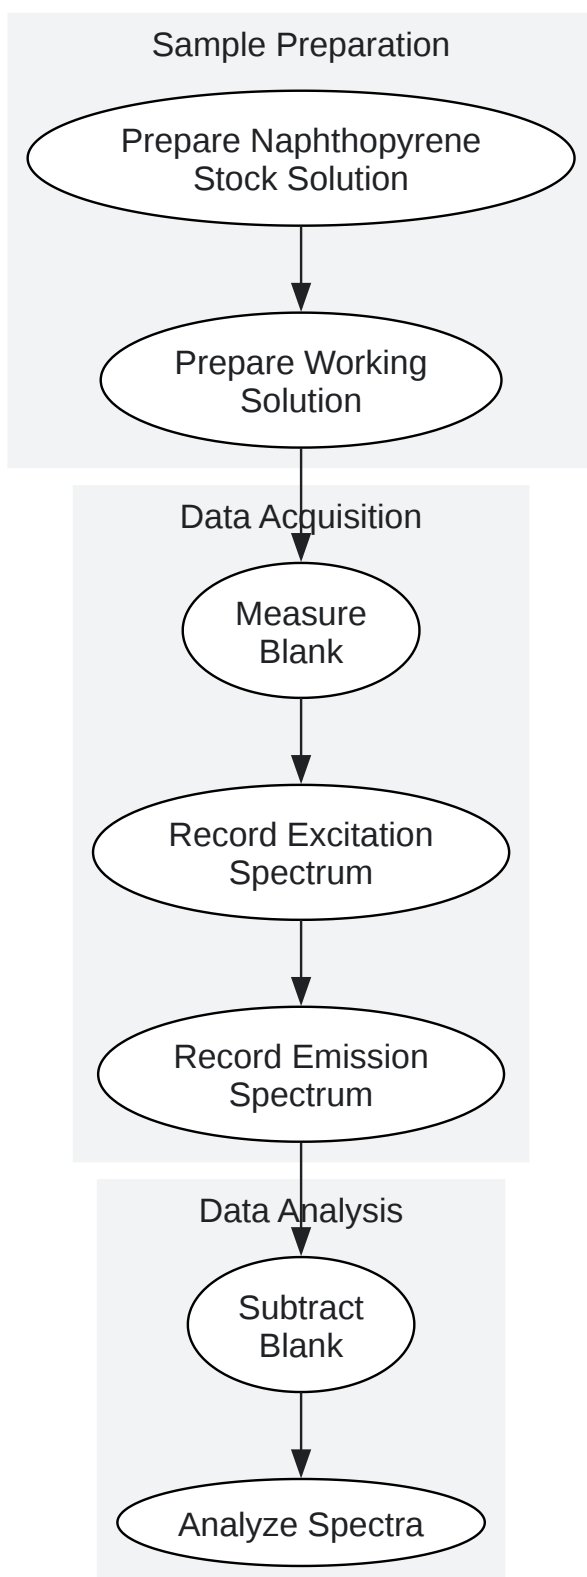 Sample Preparation
Prepare Naphthopyrene
Stock Solution
Prepare Working
Solution
Data Acquisition
Measure
Blank
Record Excitation
Spectrum
Record Emission
Spectrum
Data Analysis
Subtract
Blank
Analyze Spectra